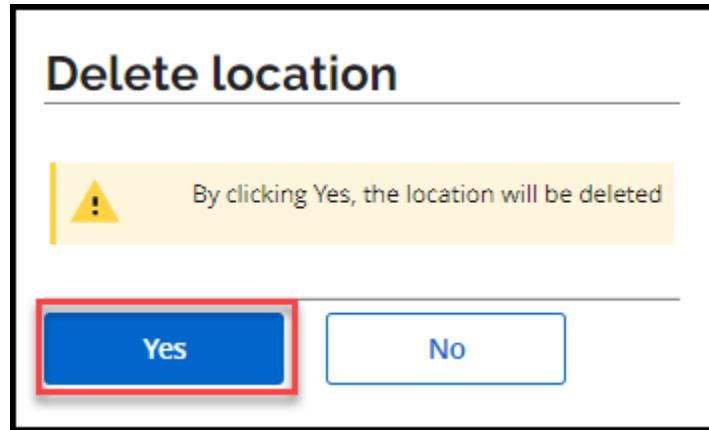 Delete location
By clicking Yes, the location will be deleted
Yes
No